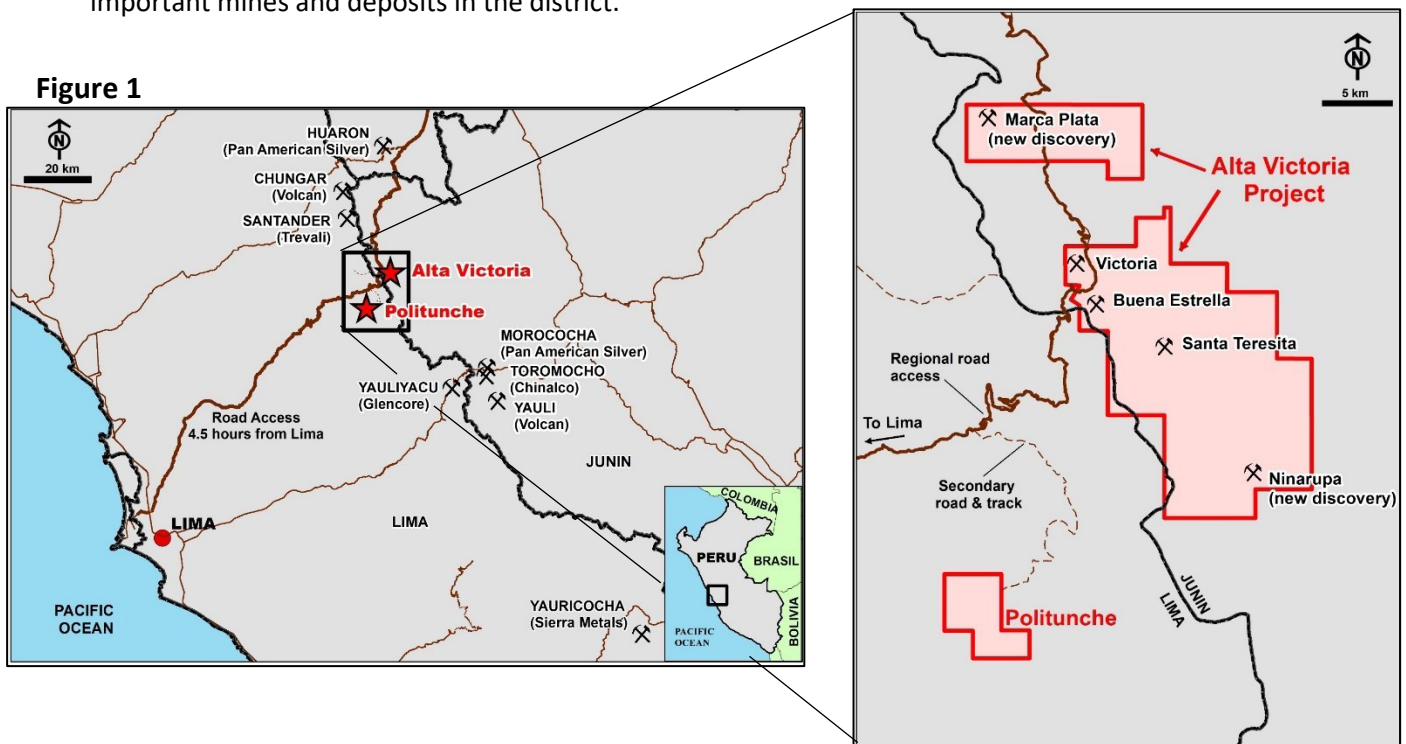 important mines and deposits in the district.
Figure 1
N
20 km
HUARON
(Pan American Silver)
CHUNGAR
(Volcan)
SANTANDER
(Trevali)
Alta Victoria
Politunche
MOROCOCHA
(Pan American Silver)
TOROMOCHO
(Chinalco)
YAULIYACU
(Glencore)
YAULI
(Volcan)
Road Access
4.5 hours from Lima
JUNIN
LIMA
LIMA
PACIFIC
OCEAN
YAURICOCHA
(Sierra Metals)
COLOMBIA
PERU
BRASIL
BOLIVIA
PACIFIC
OCEAN
N
5 km
Marca Plata
(new discovery)
Alta Victoria
Project
Victoria
Buena Estrella
Santa Teresita
Regional road
access
To Lima
Secondary
road & track
Ninarupa
(new discovery)
JUNIN
LIMA
Politunche